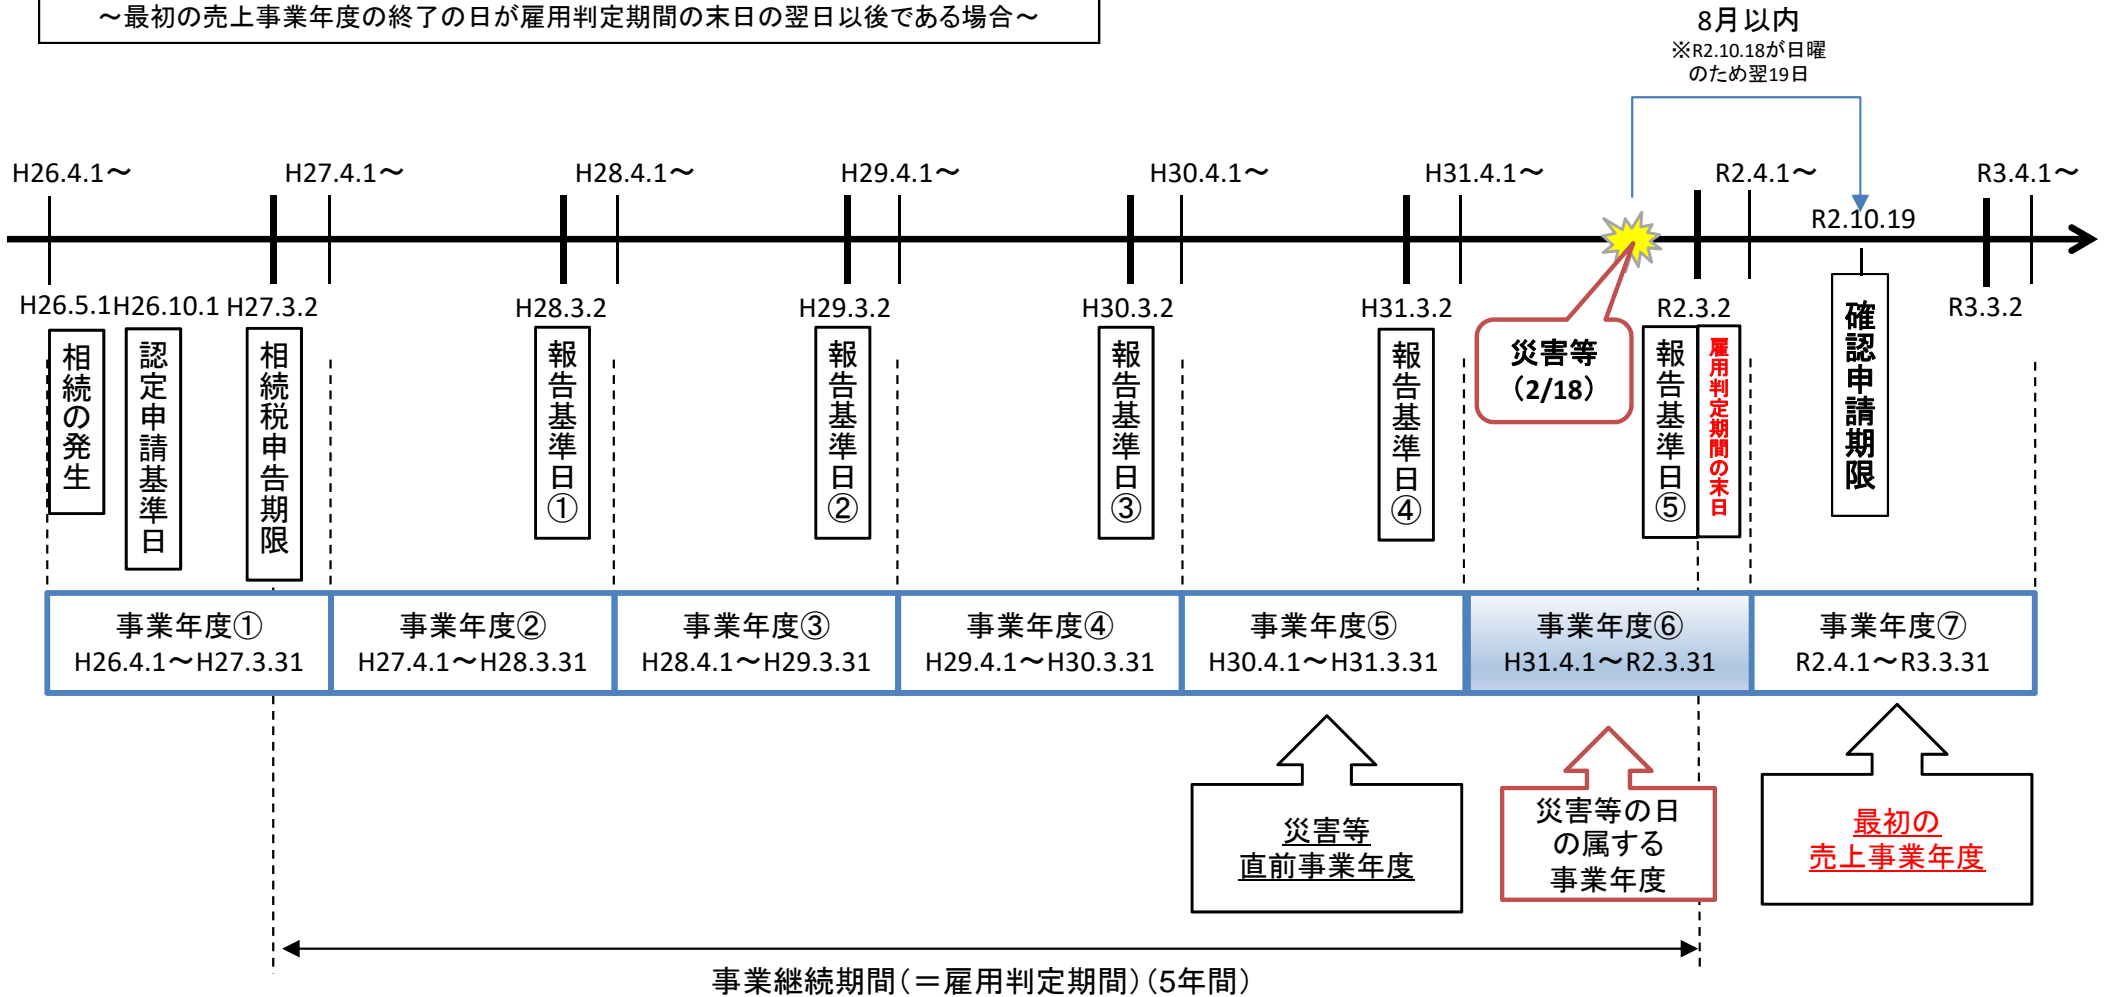 ～最初の売上事業年度の終了の日が雇用判定期間の末日の翌日以後である場合～
8月以内
※R2.10.18が日曜
のため翌19日
H26.4.1～
H27.4.1～
H28.4.1～
H29.4.1～
H30.4.1～
H31.4.1～
R2.4.1～
R3.4.1～
R2.10.19
H26.5.1
H26.10.1
H27.3.2
H28.3.2
H29.3.2
H30.3.2
H31.3.2
R2.3.2
R3.3.2
相続の発生
認定申請基準日
相続税申告期限
報告基準日①
報告基準日②
報告基準日③
報告基準日④
災害等
（2/18）
報告基準日⑤
雇用判定期間の末日
確認申請期限
事業年度①
H26.4.1～H27.3.31
事業年度②
H27.4.1～H28.3.31
事業年度③
H28.4.1～H29.3.31
事業年度④
H29.4.1～H30.3.31
事業年度⑤
H30.4.1～H31.3.31
事業年度⑥
H31.4.1～R2.3.31
事業年度⑦
R2.4.1～R3.3.31
災害等
直前事業年度
災害等の日
の属する
事業年度
最初の
売上事業年度
事業継続期間（＝雇用判定期間）（5年間）